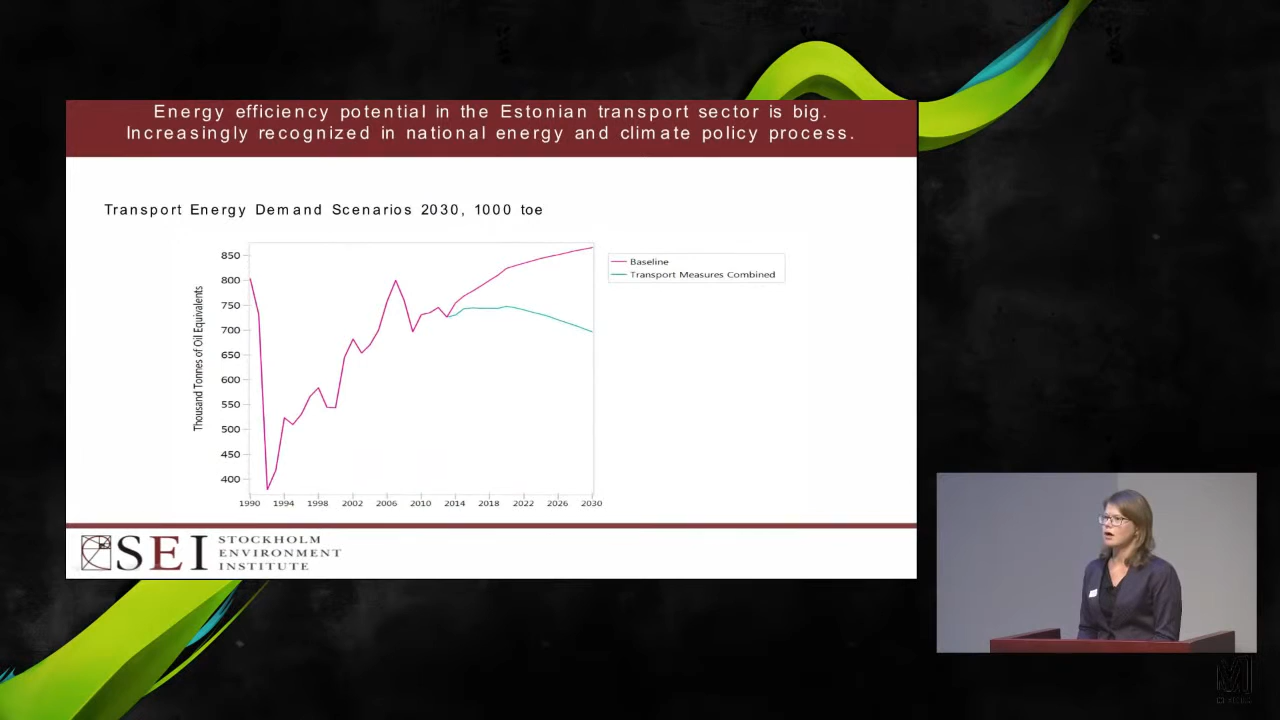 Energy efficiency potential in the Estonian transport sector is big.
Increasingly recognized in national energy and climate policy process.
Transport Energy Demand Scenarios 2030, 1000 toe
Thousand Tonnes of Oil Equivalents
850
800
750
700
650
600
550
500
450
400
1990 1994 1998 2002 2006 2010 2014 2018 2022 2026 2030
Baseline
Transport Measures Combined
SEI
STOCKHOLM
ENVIRONMENT
INSTITUTE